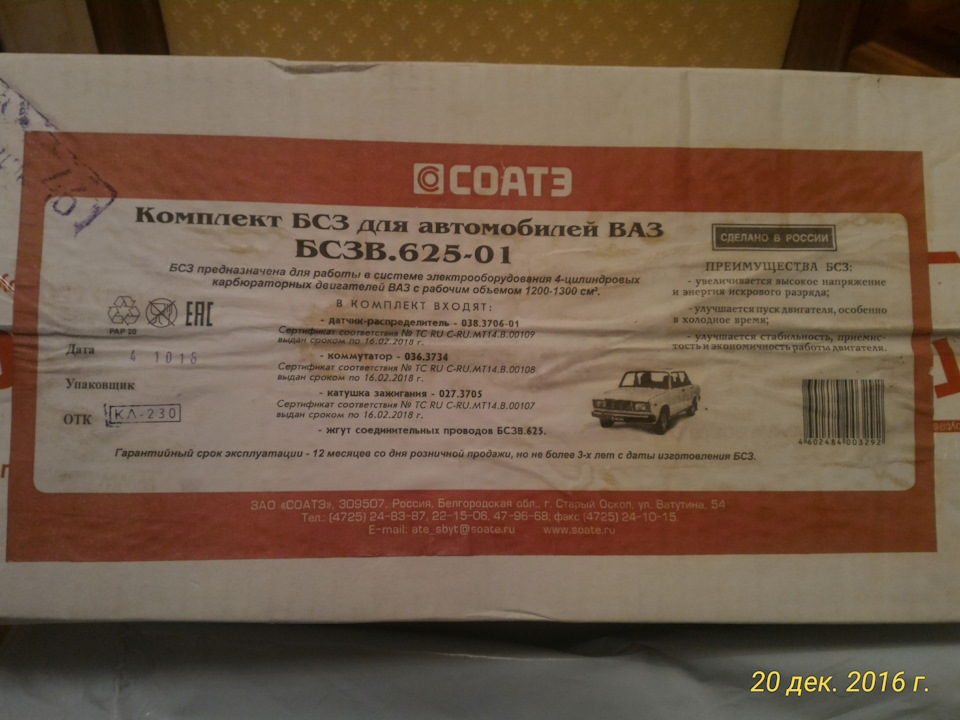 СОАТЭ
Комплект БСЗ для автомобилей ВАЗ
БСЗВ.625-01
БСЗ предназначена для работы в системе электрооборудования 4-цилиндровых
карбюраторных двигателей ВАЗ с рабочим объемом 1200-1300 см³.
В КОМПЛЕКТ ВХОДЯТ:
- датчик-распределитель - 038.3706-01
Сертификат соответствия № ТС RU C-RU.МТ14.В.00109
выдан сроком по 16.02.2018 г.
- коммутатор - 036.3734
Сертификат соответствия № ТС RU C-RU.МТ14.В.00108
выдан сроком по 16.02.2018 г.
- катушка зажигания - 027.3705
Сертификат соответствия № ТС RU C-RU.МТ14.В.00107
выдан сроком по 16.02.2018 г.
- жгут соединительных проводов БСЗВ.625.
PAP 20
ЕАС
Дата 4 1016
Упаковщик
ОТК КЛ-230
СДЕЛАНО В РОССИИ
ПРЕИМУЩЕСТВА БСЗ:
- увеличивается высокое напряжение
и энергия искрового разряда;
- улучшается пуск двигателя, особенно
в холодное время;
- улучшается стабильность, приемис-
тость и экономичность работы двигателя.
4 602484 003292
Гарантийный срок эксплуатации - 12 месяцев со дня розничной продажи, но не более 3-х лет с даты изготовления БСЗ.
ЗАО «СОАТЭ», 309507, Россия, Белгородская обл., г. Старый Оскол, ул. Ватутина, 54
Тел.: (4725) 24-83-87, 22-15-06, 47-96-68, факс (4725) 24-10-15
E-mail: ate_sbyt@soate.ru www.soate.ru
20 дек. 2016 г.